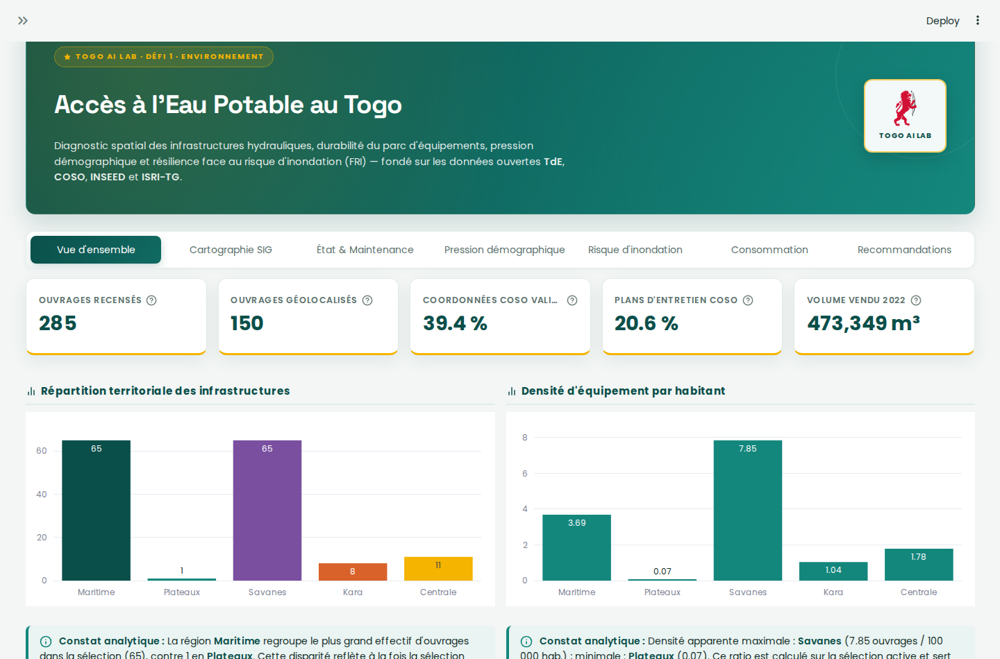 Deploy
TOGO AI LAB · DÉFI 1 · ENVIRONNEMENT
Accès à l'Eau Potable au Togo
Diagnostic spatial des infrastructures hydrauliques, durabilité du parc d'équipements, pression
démographique et résilience face au risque d'inondation (FRI) — fondé sur les données ouvertes TdE,
COSO, INSEED et ISRI-TG.
TOGO AI LAB
Vue d'ensemble
Cartographie SIG
État & Maintenance
Pression démographique
Risque d'inondation
Consommation
Recommandations
OUVRAGES RECENSÉS
285
OUVRAGES GÉOLOCALISÉS
150
COORDONNÉES COSO VALI...
39.4 %
PLANS D'ENTRETIEN COSO
20.6 %
VOLUME VENDU 2022
473,349 m³
Répartition territoriale des infrastructures
60
40
20
0
65
1
65
8
11
Maritime
Plateaux
Savanes
Kara
Centrale
Densité d'équipement par habitant
8
6
4
2
0
3.69
0.07
7.85
1.04
1.78
Maritime
Plateaux
Savanes
Kara
Centrale
Constat analytique : La région Maritime regroupe le plus grand effectif d'ouvrages
dans la sélection (65), contre 1 en Plateaux. Cette disparité reflète à la fois la sélection
Constat analytique : Densité apparente maximale : Savanes (7.85 ouvrages / 100
000 hab.) ; minimale : Plateaux (0.07). Ce ratio est calculé sur la sélection active et sert